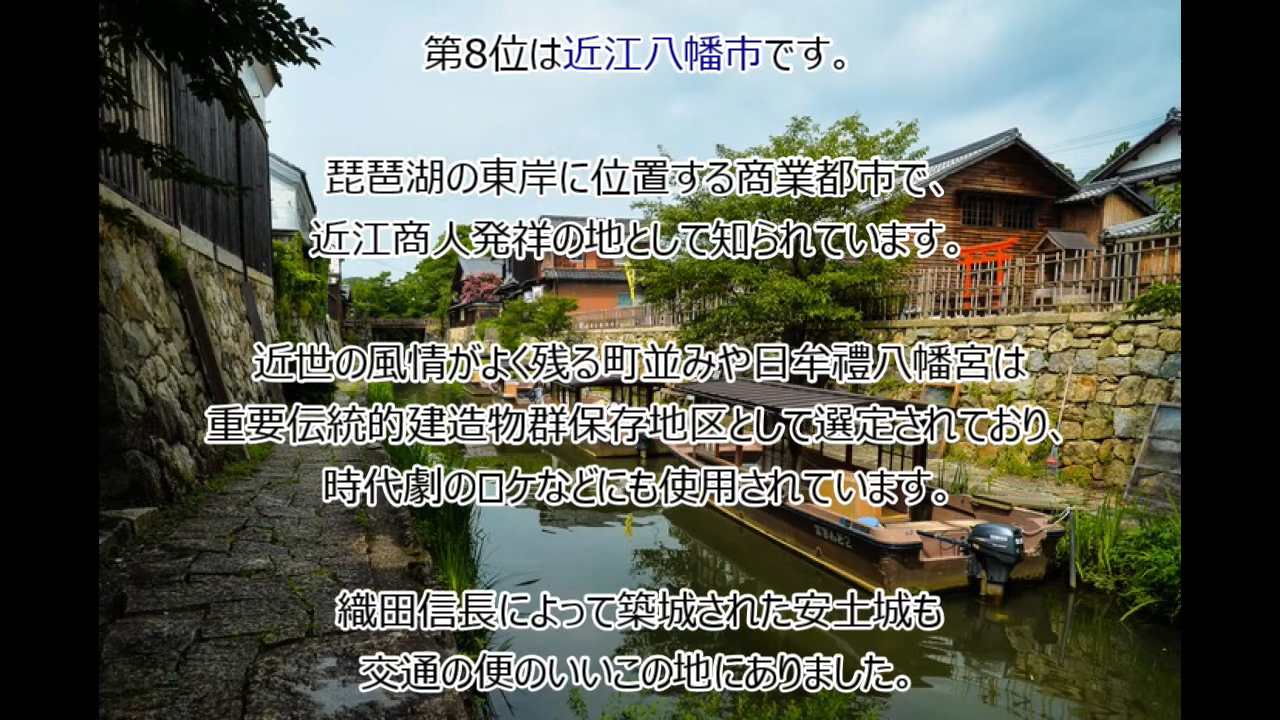 第8位は近江八幡市です。
琵琶湖の東岸に位置する商業都市で、
近江商人発祥の地として知られています。
近世の風情がよく残る町並みや日牟禮八幡宮は
重要伝統的建造物群保存地区として選定されており、
時代劇のロケなどにも使用されています。
織田信長によって築城された安土城も
交通の便のいいこの地にありました。
YAMAHA